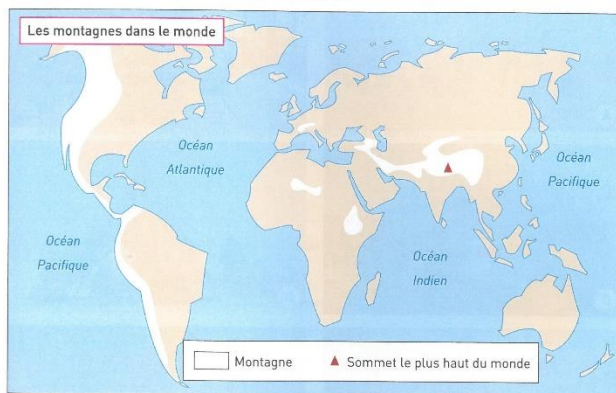 Les montagnes dans le monde
Océan
Atlantique
Océan
Pacifique
Océan
Pacifique
Océan
Indien
Montagne
Sommet le plus haut du monde